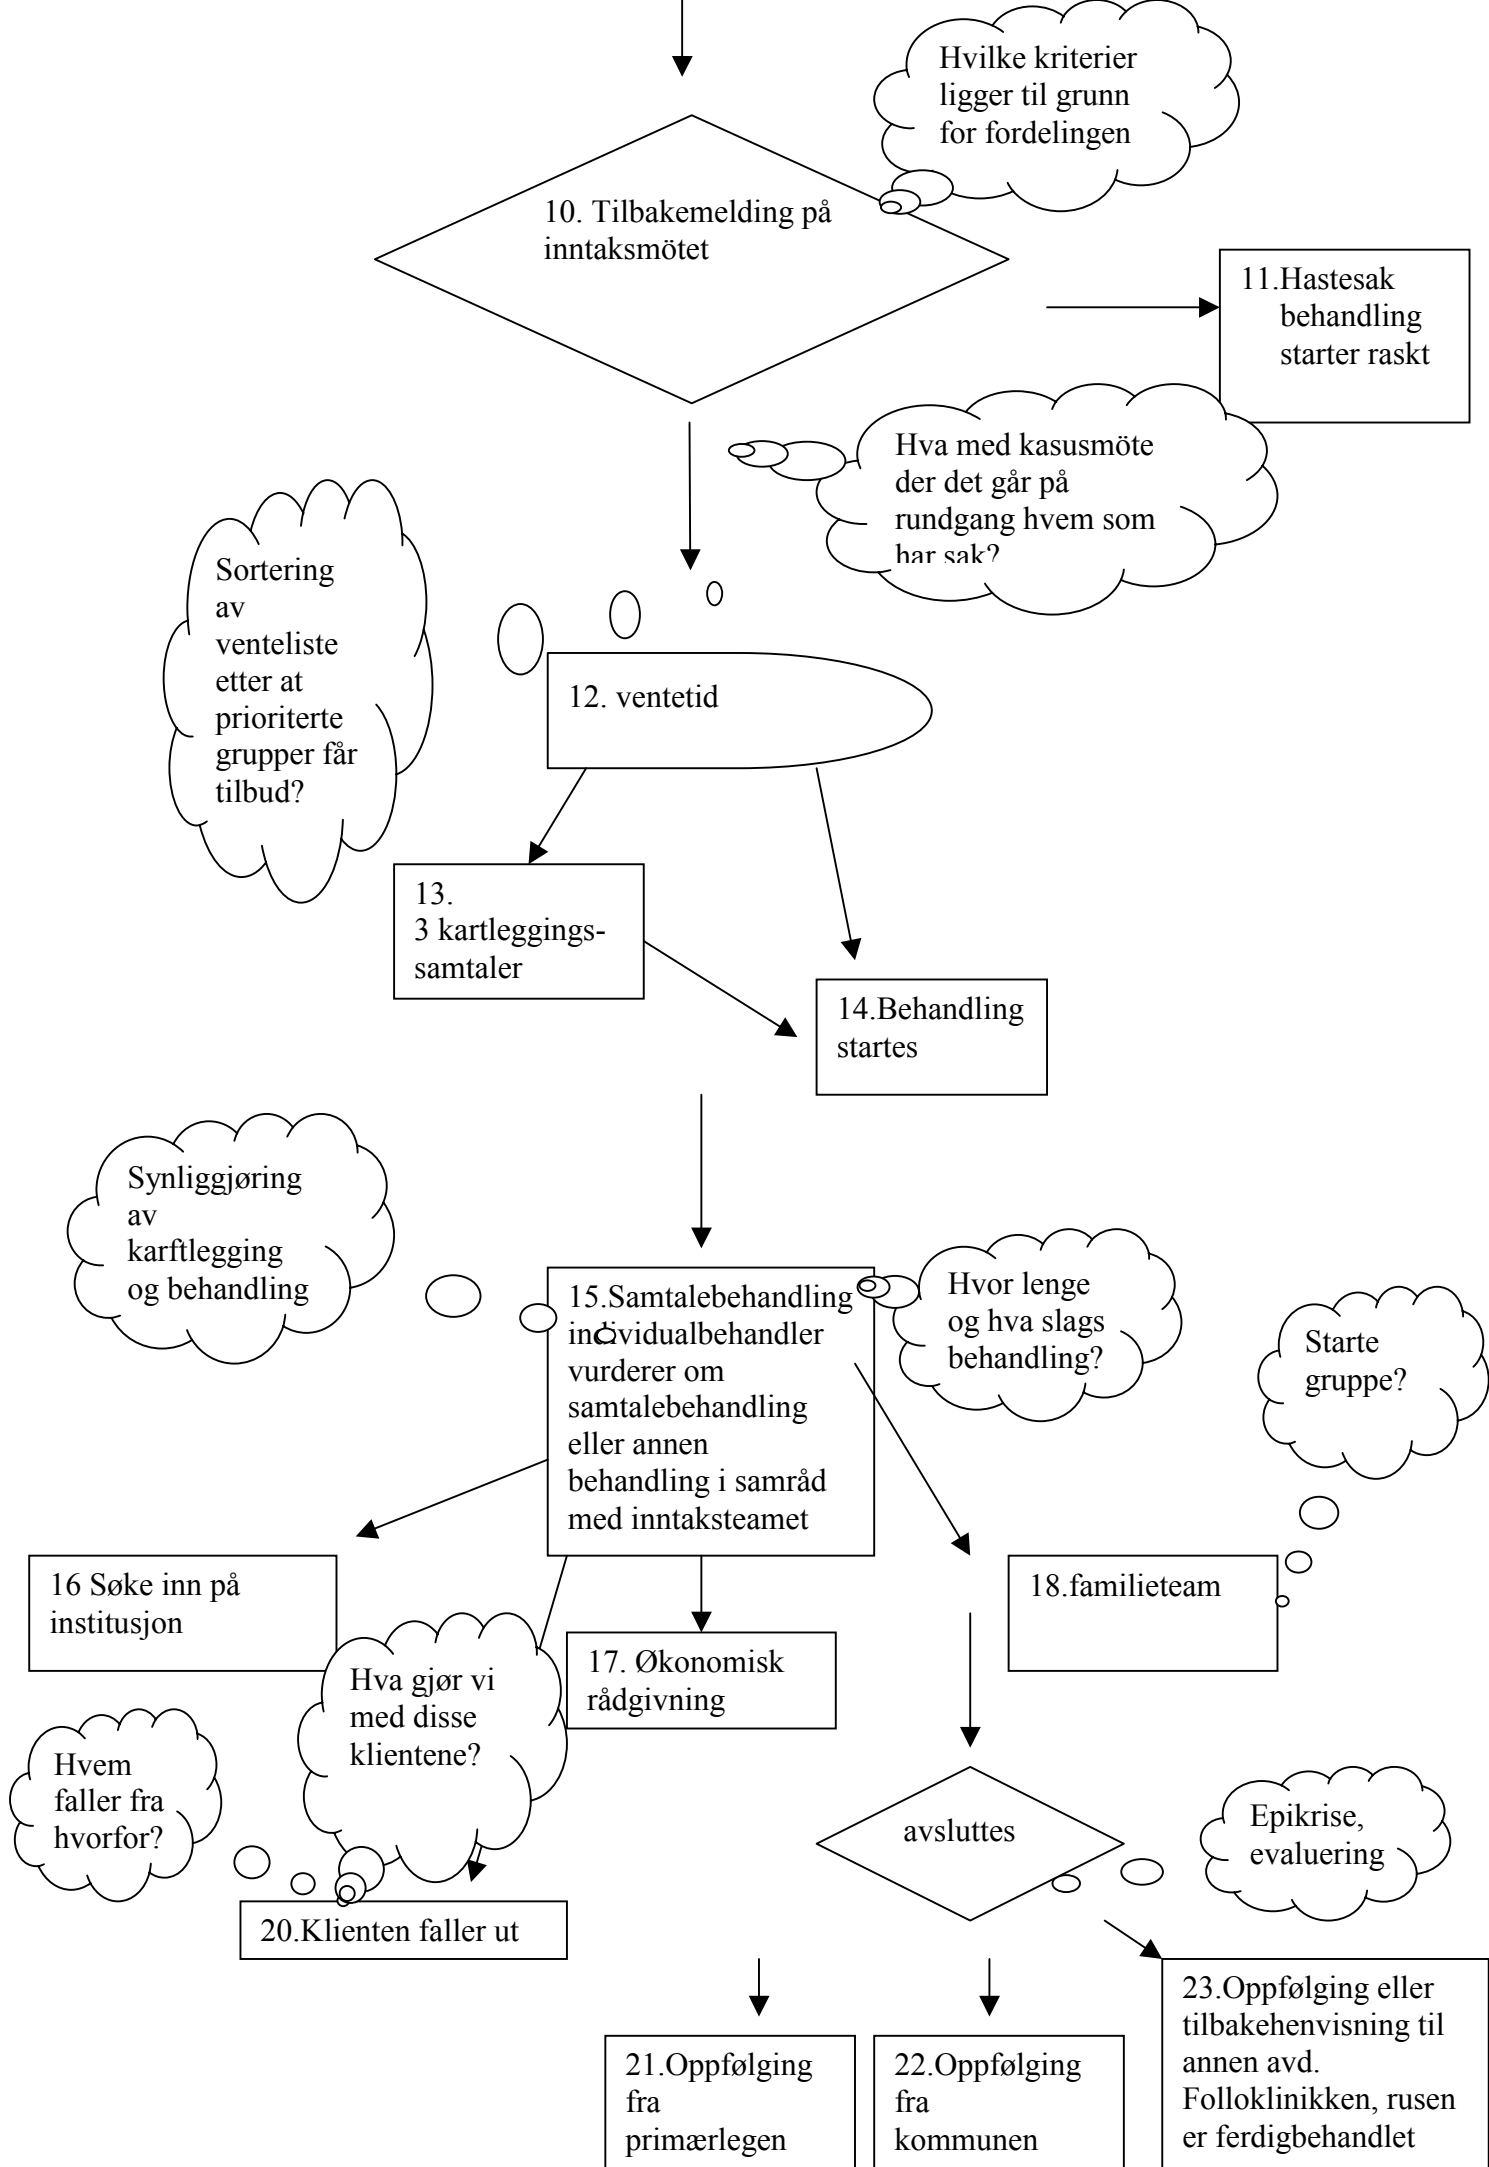 Hvilke kriterier
ligger til grunn
for fordelingen
10. Tilbakemelding på
inntaksmötet
11.Hastesak
behandling
starter raskt
Hva med kasusmöte
der det går på
rundgang hvem som
har sak?
Sortering
av
venteliste
etter at
prioriterte
grupper får
tilbud?
12. ventetid
13.
3 kartleggings-
samtaler
14.Behandling
startes
Synliggjøring
av
karftlegging
og behandling
15.Samtalebehandling
individualbehandler
vurderer om
samtalebehandling
eller annen
behandling i samråd
med inntaksteamet
Hvor lenge
og hva slags
behandling?
Starte
gruppe?
16 Søke inn på
institusjon
17. Økonomisk
rådgivning
18.familieteam
Hva gjør vi
med disse
klientene?
Hvem
faller fra
hvorfor?
avsluttes
Epikrise,
evaluering
20.Klienten faller ut
21.Oppfølging
fra
primærlegen
22.Oppfølging
fra
kommunen
23.Oppfølging eller
tilbakehenvisning til
annen avd.
Folloklinikken, rusen
er ferdigbehandlet